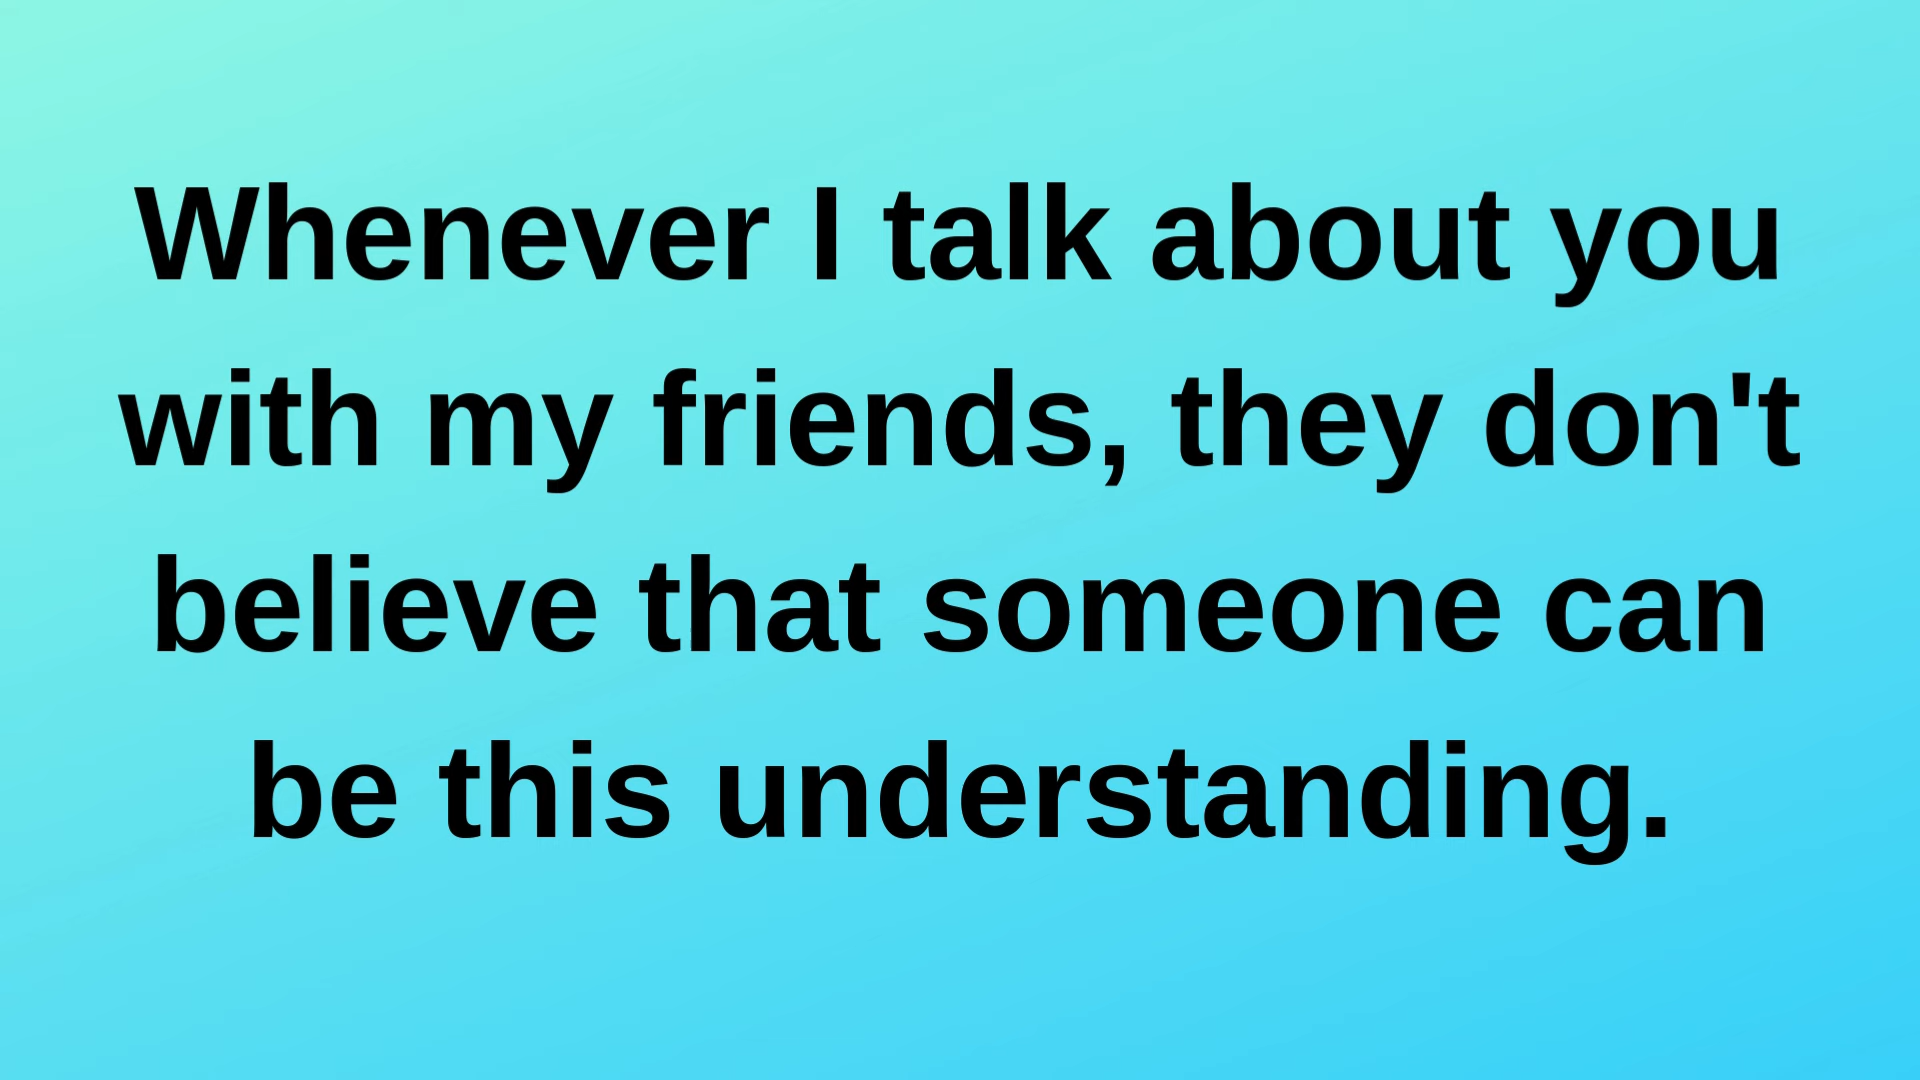 Whenever I talk about you
with my friends, they don't
believe that someone can
be this understanding.